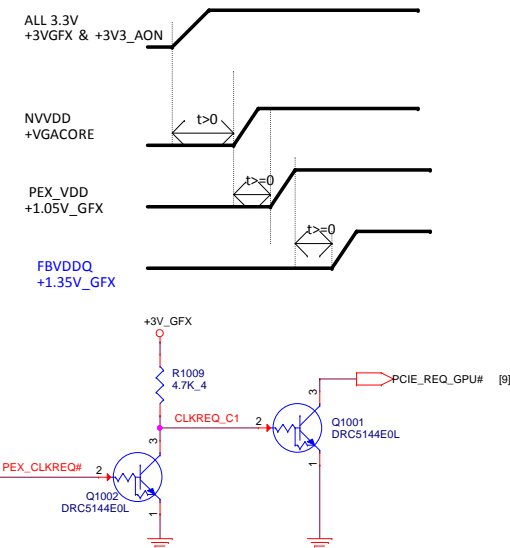 ALL 3.3V
+3VGFX & +3V3_AON
NVVDD
+VGACORE
t>0
PEX_VDD
+1.05V_GFX
t>=0
FBVDDQ
+1.35V_GFX
t>=0
+3V_GFX
R1009
4.7K_4
PCIE_REQ_GPU# [9]
CLKREQ_C1
2
3
1
Q1001
DRC5144E0L
PEX_CLKREQ#
2
3
1
Q1002
DRC5144E0L